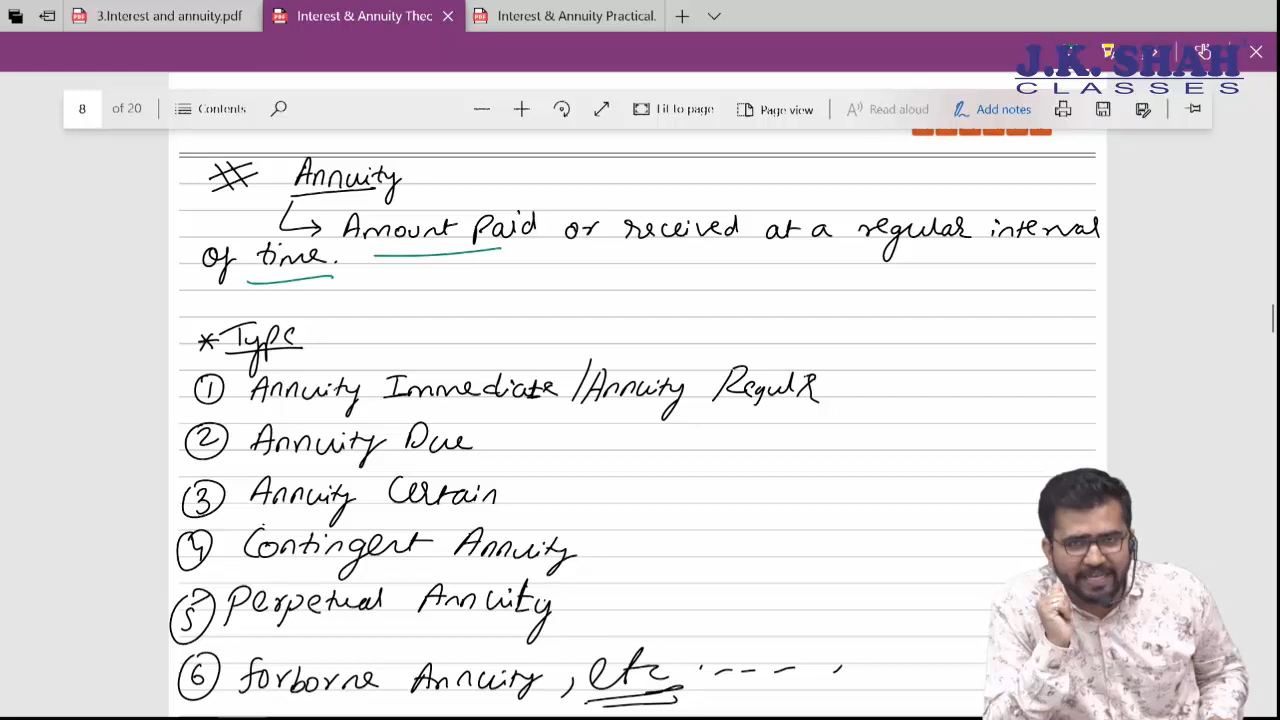 3.Interest and annuity.pdf
Interest & Annuity Theo
Interest & Annuity Practical.
J.K. SHAH
CLASSES
8 of 20
Contents
Fit to page
Page view
Read aloud
Add notes
Annuity
Amount Paid or received at a regular interval
of time.
* Type
① Annuity Immediate / Annuity Regulr
② Annuity Due
③ Annuity Certain
④ Contingent Annuity
⑤ Perpetual Annuity
⑥ forborne Annuity, etc ----